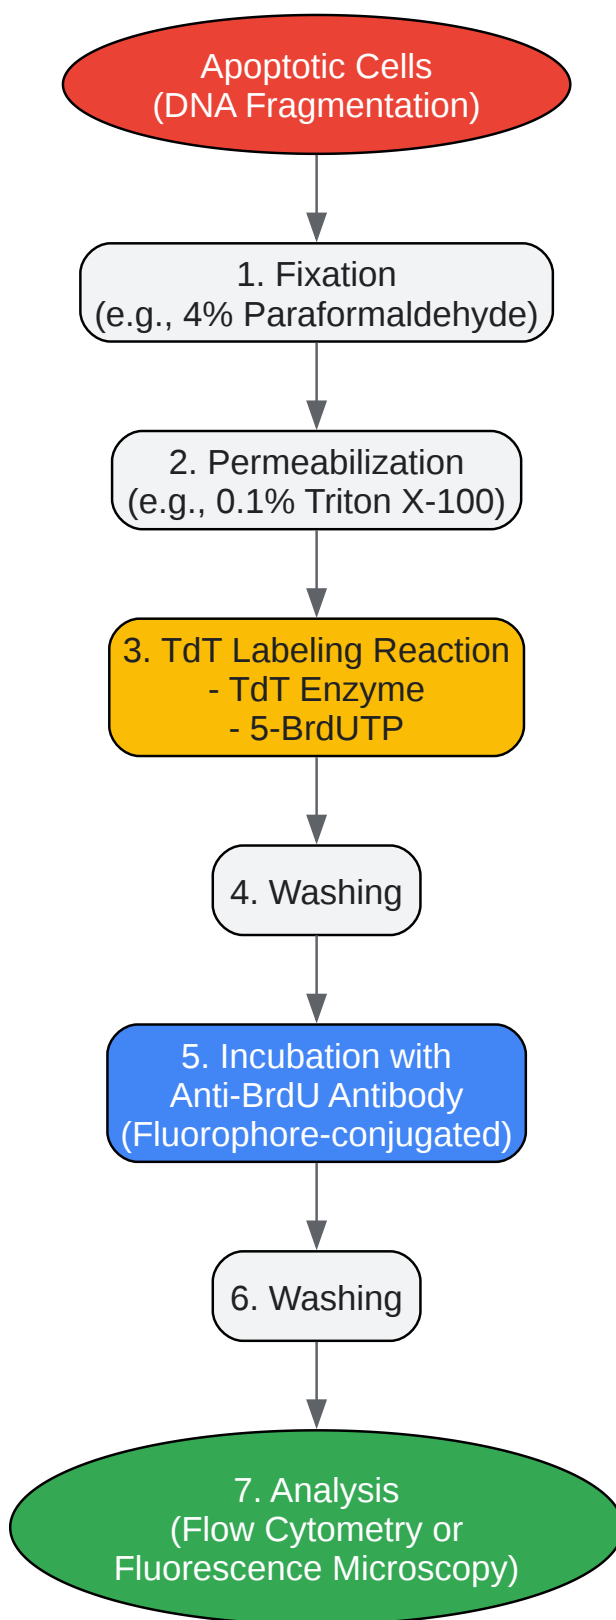 Apoptotic Cells
(DNA Fragmentation)
1. Fixation
(e.g., 4% Paraformaldehyde)
2. Permeabilization
(e.g., 0.1% Triton X-100)
3. TdT Labeling Reaction
- TdT Enzyme
- 5-BrdUTP
4. Washing
5. Incubation with
Anti-BrdU Antibody
(Fluorophore-conjugated)
6. Washing
7. Analysis
(Flow Cytometry or
Fluorescence Microscopy)